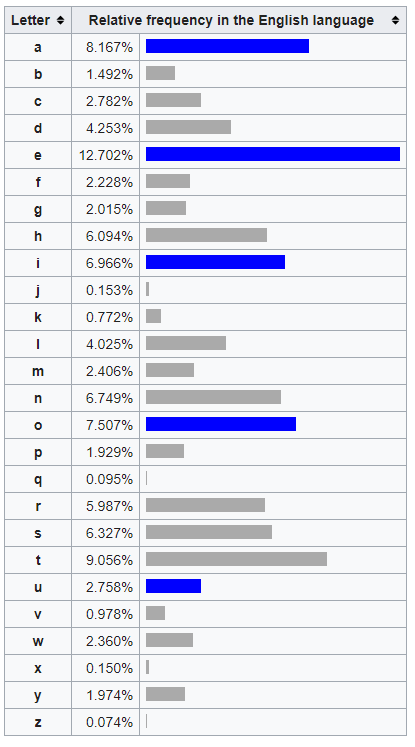 Letter Relative frequency in the English language
a 8.167%
b 1.492%
c 2.782%
d 4.253%
e 12.702%
f 2.228%
g 2.015%
h 6.094%
i 6.966%
j 0.153%
k 0.772%
l 4.025%
m 2.406%
n 6.749%
o 7.507%
p 1.929%
q 0.095%
r 5.987%
s 6.327%
t 9.056%
u 2.758%
v 0.978%
w 2.360%
x 0.150%
y 1.974%
z 0.074%